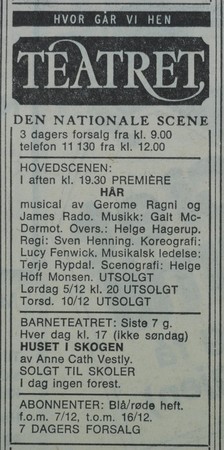 HVOR GÅR VI HEN
TEATRET
DEN NATIONALE SCENE
3 dagers forsalg fra kl. 9.00
telefon 11 130 fra kl. 12.00
HOVEDSCENEN:
I aften kl. 19.30 PREMIÈRE
HÅR
musical av Gerome Ragni og
James Rado. Musikk: Galt Mc-
Dermot. Overs.: Helge Hagerup.
Regi: Sven Henning. Koreografi:
Lucy Fenwick. Musikalsk ledelse:
Terje Rypdal. Scenografi: Helge
Hoff Monsen. UTSOLGT
Lørdag 5/12 kl. 20 UTSOLGT
Torsd. 10/12 UTSOLGT
BARNETEATRET: Siste 7 g.
Hver dag kl. 17 (ikke søndag)
HUSET I SKOGEN
av Anne Cath Vestly.
SOLGT TIL SKOLER
I dag ingen forest.
ABONNENTER: Blå/røde heft.
f.o.m. 7/12, t.o.m. 16/12.
7 DAGERS FORSALG